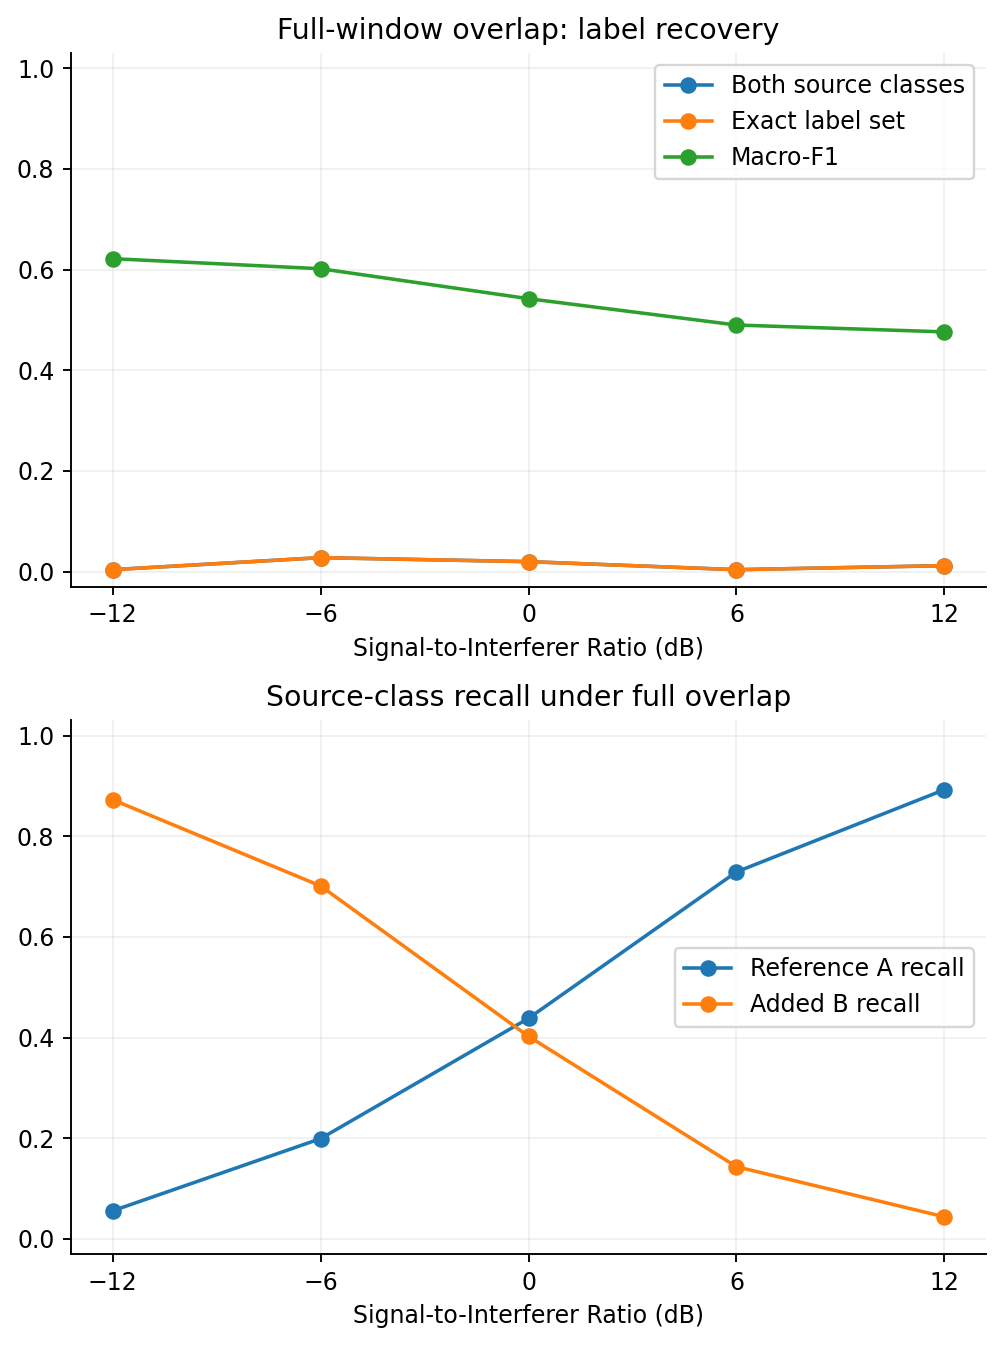 Full-window overlap: label recovery
1.0
0.8
0.6
0.4
0.2
0.0
Both source classes
Exact label set
Macro-F1
−12
−6
0
6
12
Signal-to-Interferer Ratio (dB)
Source-class recall under full overlap
1.0
0.8
0.6
0.4
0.2
0.0
Reference A recall
Added B recall
−12
−6
0
6
12
Signal-to-Interferer Ratio (dB)